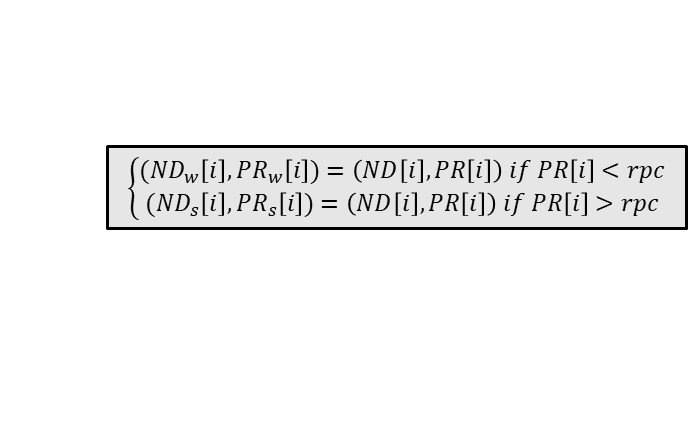 (ND_w[i], PR_w[i]) = (ND[i], PR[i]) if PR[i] < rpc
(ND_s[i], PR_s[i]) = (ND[i], PR[i]) if PR[i] > rpc